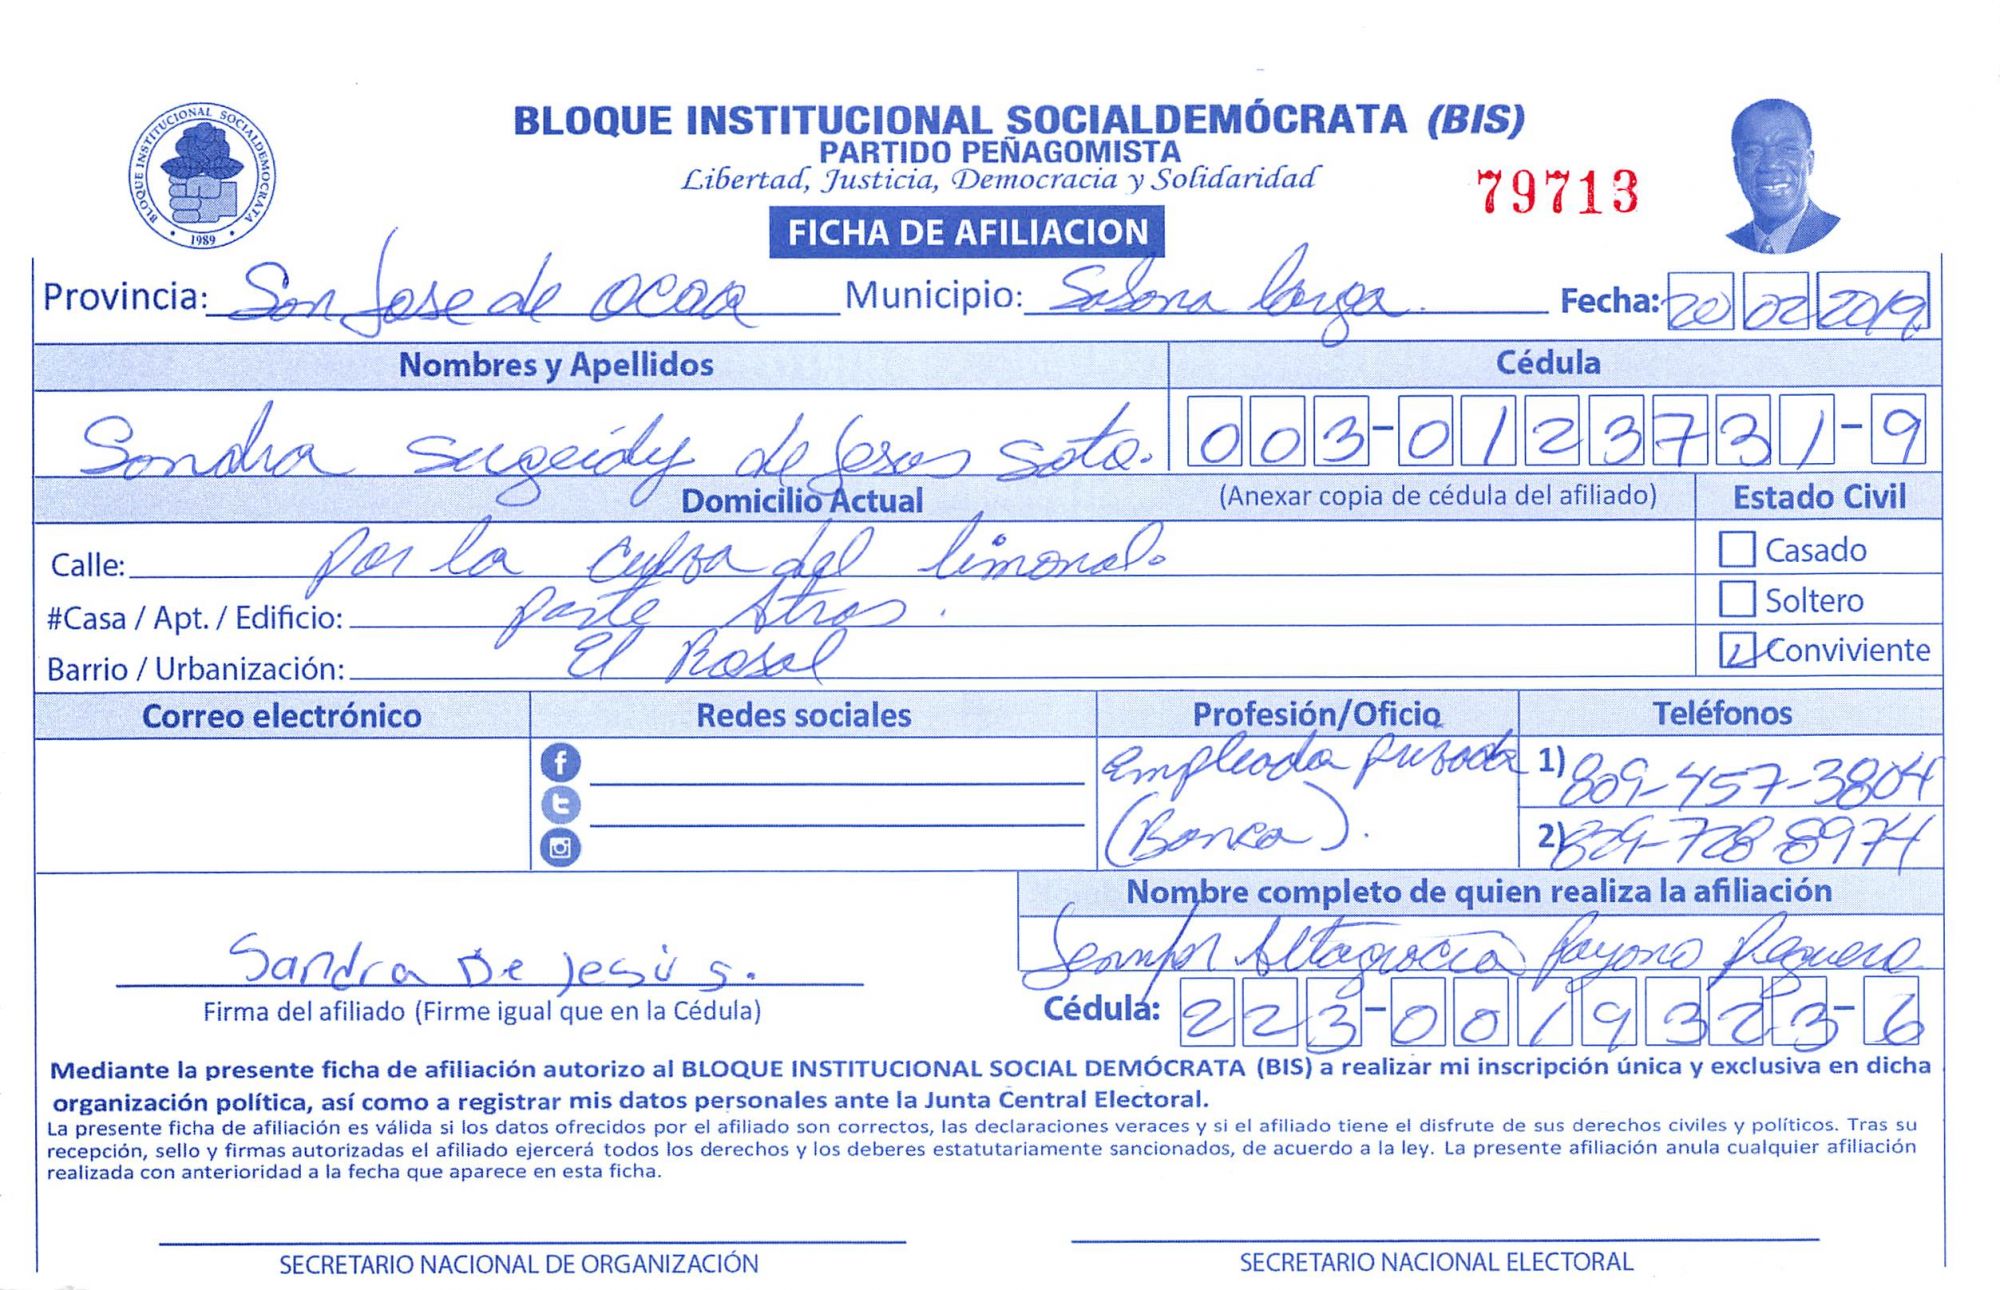 BLOQUE INSTITUCIONAL SOCIALDEMÓCRATA (BIS)
PARTIDO PEÑAGOMISTA
Libertad, Justicia, Democracia y Solidaridad
79713
BLOQUE INSTITUCIONAL SOCIALDEMOCRATA
1989
FICHA DE AFILIACION
Provincia: San Jose de Ocoa Municipio: Sabana larga. Fecha: 20 02 2019
Nombres y Apellidos Cédula
Sandra sugeidy de Jesus soto. 003-0123731-9
Domicilio Actual (Anexar copia de cédula del afiliado) Estado Civil
Calle: por la culva del limonal. Casado
#Casa / Apt. / Edificio: parte Atras. Soltero
Barrio / Urbanización: El Rosal Conviviente
Correo electrónico Redes sociales Profesión/Oficio Teléfonos
Empleada privada 1) 809-457-3804
(Banca). 2) 829-728 8974
Nombre completo de quien realiza la afiliación
Sandra De Jesús S. Altagracia payano peguero
Firma del afiliado (Firme igual que en la Cédula) Cédula: 223-0019323-6
Mediante la presente ficha de afiliación autorizo al BLOQUE INSTITUCIONAL SOCIAL DEMÓCRATA (BIS) a realizar mi inscripción única y exclusiva en dicha
organización política, así como a registrar mis datos personales ante la Junta Central Electoral.
La presente ficha de afiliación es válida si los datos ofrecidos por el afiliado son correctos, las declaraciones veraces y si el afiliado tiene el disfrute de sus derechos civiles y políticos. Tras su
recepción, sello y firmas autorizadas el afiliado ejercerá todos los derechos y los deberes estatutariamente sancionados, de acuerdo a la ley. La presente afiliación anula cualquier afiliación
realizada con anterioridad a la fecha que aparece en esta ficha.
SECRETARIO NACIONAL DE ORGANIZACIÓN SECRETARIO NACIONAL ELECTORAL